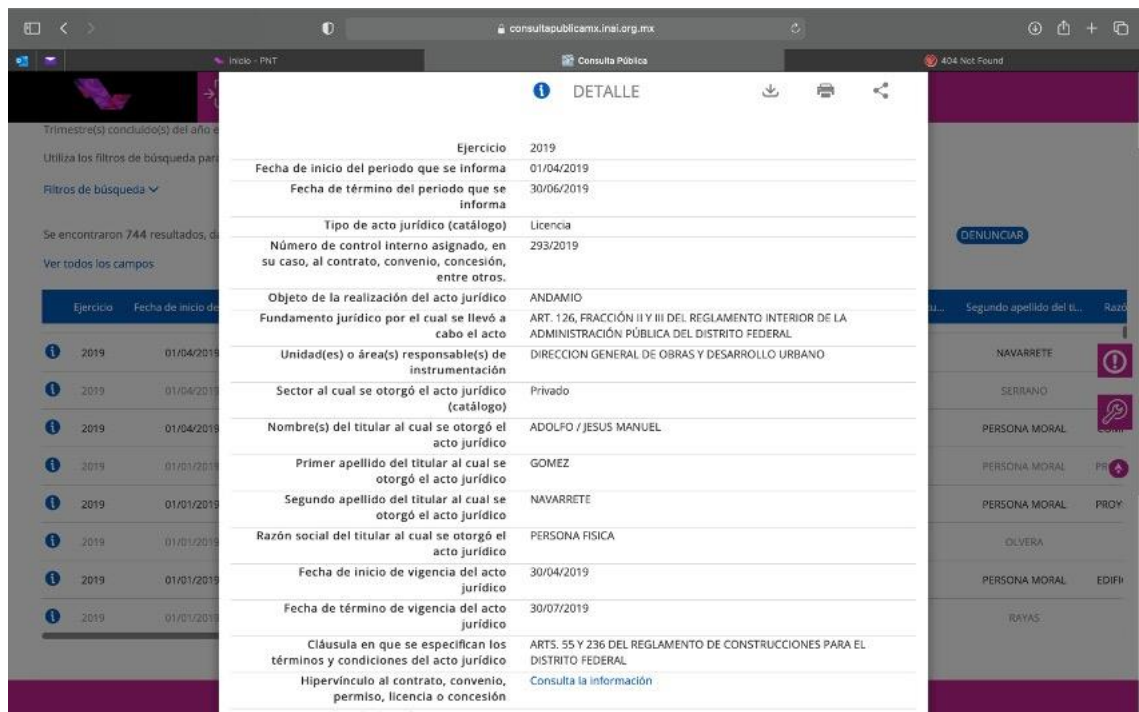 consultapublicamx.inai.org.mx
Inicio - PNT
Consulta Pública
404 Not Found
DETALLE
Trimestre(s) concluido(s) del año
Utiliza los filtros de búsqueda para
Filtros de búsqueda
Se encontraron 744 resultados,
Ver todos los campos
DENUNCIAR
Ejercicio Fecha de inicio de
Segundo apellido del ti... Razó
2019 01/04/2019 NAVARRETE
2019 01/04/2019 SERRANO
2019 01/04/2019 PERSONA MORAL
2019 01/01/2019 PERSONA MORAL
2019 01/01/2019 PERSONA MORAL PROY
2019 01/01/2019 OLVERA
2019 01/01/2019 PERSONA MORAL EDIFI
2019 01/01/2019 RAYAS
Ejercicio 2019
Fecha de inicio del periodo que se informa 01/04/2019
Fecha de término del periodo que se 30/06/2019
informa
Tipo de acto jurídico (catálogo) Licencia
Número de control interno asignado, en 293/2019
su caso, al contrato, convenio, concesión,
entre otros.
Objeto de la realización del acto jurídico ANDAMIO
Fundamento jurídico por el cual se llevó a ART. 126, FRACCIÓN II Y III DEL REGLAMENTO INTERIOR DE LA
cabo el acto ADMINISTRACIÓN PÚBLICA DEL DISTRITO FEDERAL
Unidad(es) o área(s) responsable(s) de DIRECCION GENERAL DE OBRAS Y DESARROLLO URBANO
instrumentación
Sector al cual se otorgó el acto jurídico Privado
(catálogo)
Nombre(s) del titular al cual se otorgó el ADOLFO / JESUS MANUEL
acto jurídico
Primer apellido del titular al cual se GOMEZ
otorgó el acto jurídico
Segundo apellido del titular al cual se NAVARRETE
otorgó el acto jurídico
Razón social del titular al cual se otorgó el PERSONA FISICA
acto jurídico
Fecha de inicio de vigencia del acto 30/04/2019
jurídico
Fecha de término de vigencia del acto 30/07/2019
jurídico
Cláusula en que se especifican los ARTS. 55 Y 236 DEL REGLAMENTO DE CONSTRUCCIONES PARA EL
términos y condiciones del acto jurídico DISTRITO FEDERAL
Hipervínculo al contrato, convenio, Consulta la información
permiso, licencia o concesión